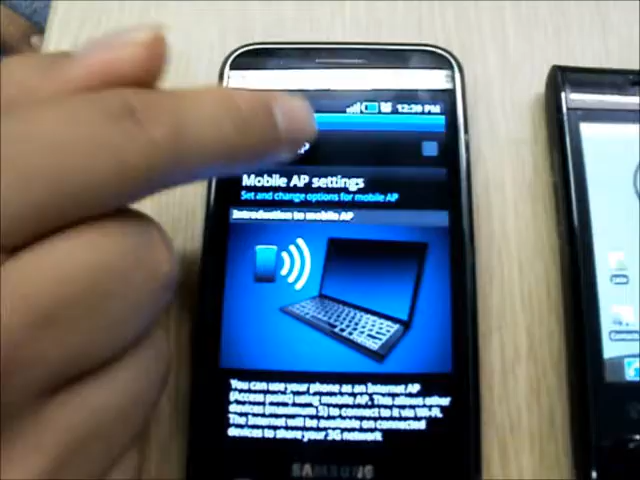 12:39 PM
Mobile AP settings
Set and change options for mobile AP
Introduction to mobile AP
You can use your phone as an Internet AP
(Access point) using mobile AP. This allows other
devices (maximum 5) to connect to it via Wi-Fi.
The Internet will be available on connected
devices to share your 3G network
SAMSUNG